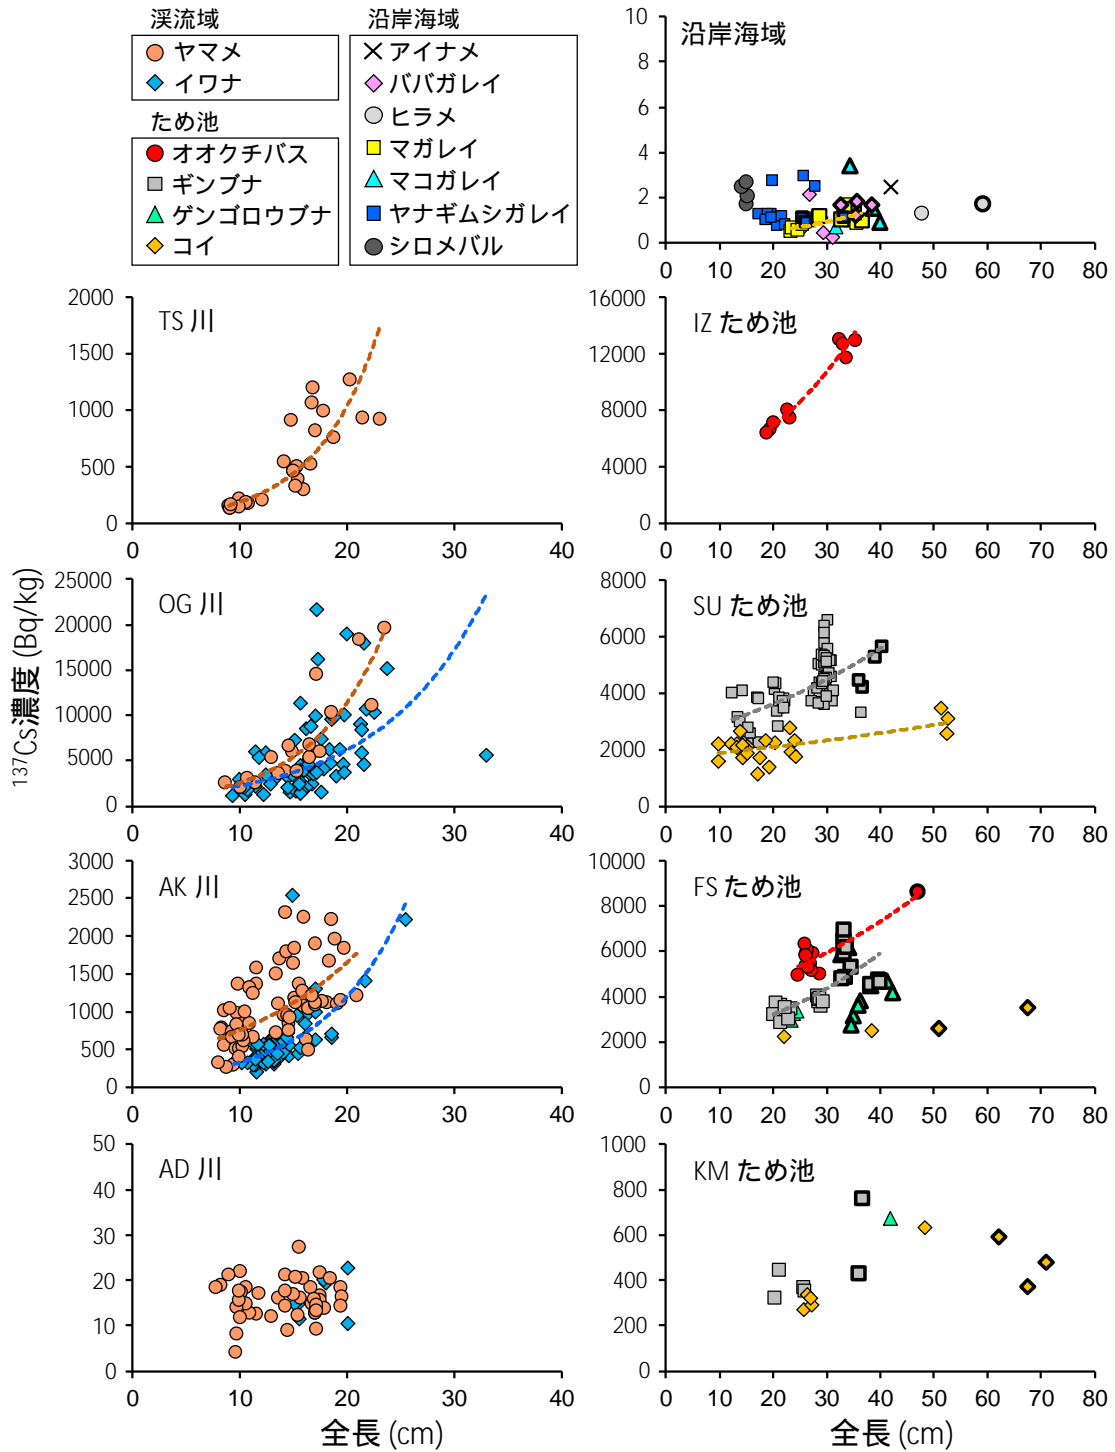 渓流域
ヤマメ
イワナ
ため池
オオクチバス
ギンブナ
ゲンゴロウブナ
コイ
沿岸海域
アイナメ
ババガレイ
ヒラメ
マガレイ
マコガレイ
ヤナギムシガレイ
シロメバル
沿岸海域
10
8
6
4
2
0
0 10 20 30 40 50 60 70 80
TS 川
2000
1500
1000
500
0
0 10 20 30 40
IZ ため池
16000
12000
8000
4000
0
0 10 20 30 40 50 60 70 80
137Cs濃度 (Bq/kg)
OG 川
25000
20000
15000
10000
5000
0
0 10 20 30 40
SU ため池
8000
6000
4000
2000
0
0 10 20 30 40 50 60 70 80
AK 川
3000
2500
2000
1500
1000
500
0
0 10 20 30 40
FS ため池
10000
8000
6000
4000
2000
0
0 10 20 30 40 50 60 70 80
AD 川
50
40
30
20
10
0
0 10 20 30 40
全長 (cm)
KM ため池
1000
800
600
400
200
0
0 10 20 30 40 50 60 70 80
全長 (cm)